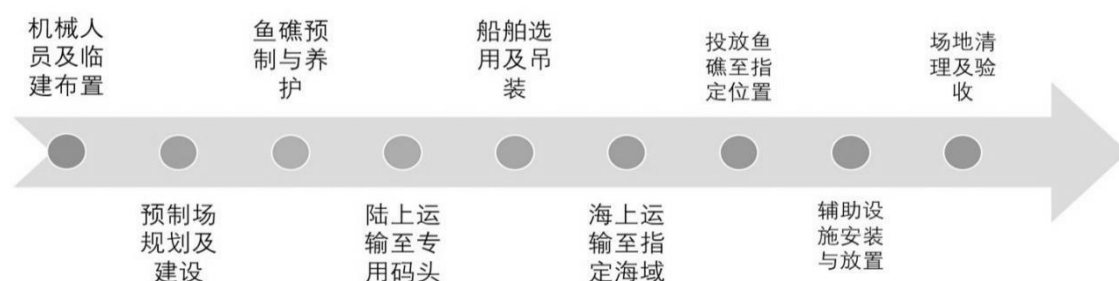 机械人
员及临
建布置
预制场
规划及
建设
鱼礁预
制与养
护
陆上运
输至专
用码头
船舶选
用及吊
装
海上运
输至指
定海域
投放鱼
礁至指
定位置
辅助设
施安装
与放置
场地清
理及验
收